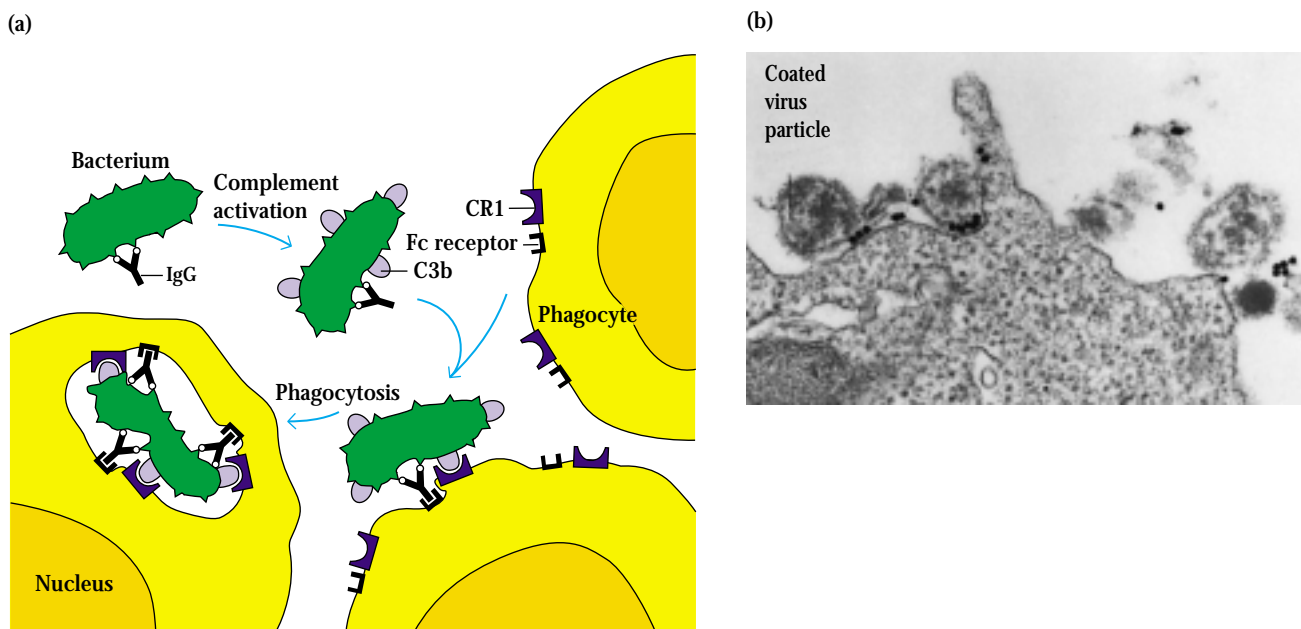 (a)
Bacterium
Complement
activation
IgG
CR1
Fc receptor
C3b
Phagocyte
Phagocytosis
Nucleus
(b)
Coated
virus
particle